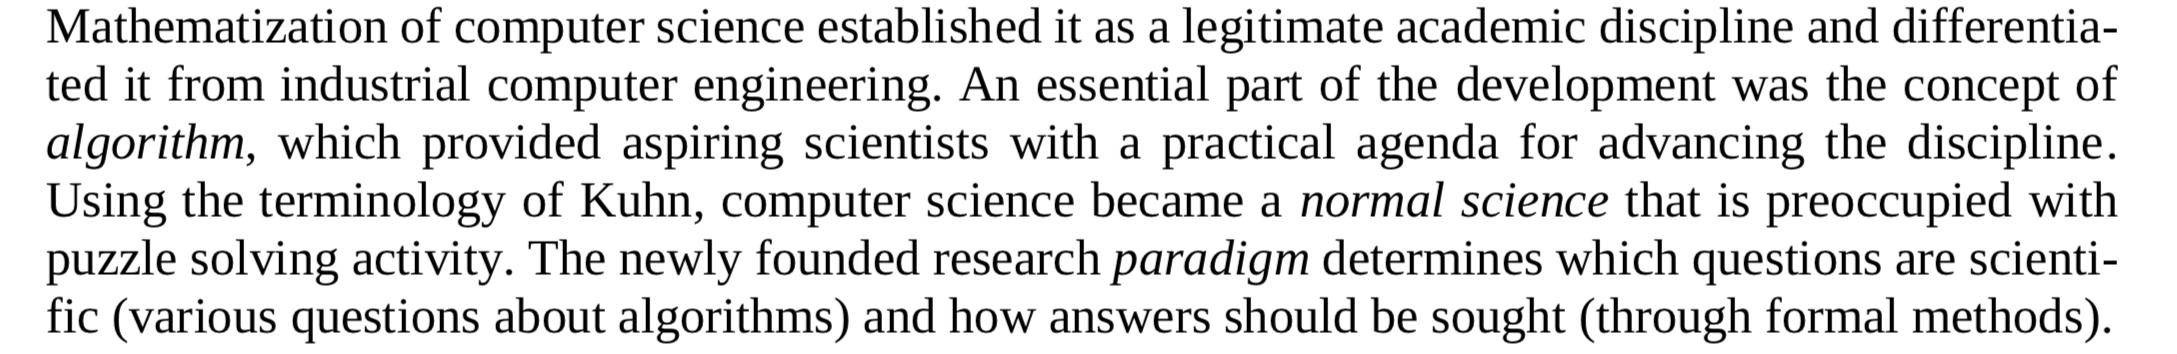 Mathematization of computer science established it as a legitimate academic discipline and differentia-
ted it from industrial computer engineering. An essential part of the development was the concept of
algorithm, which provided aspiring scientists with a practical agenda for advancing the discipline.
Using the terminology of Kuhn, computer science became a normal science that is preoccupied with
puzzle solving activity. The newly founded research paradigm determines which questions are scienti-
fic (various questions about algorithms) and how answers should be sought (through formal methods).